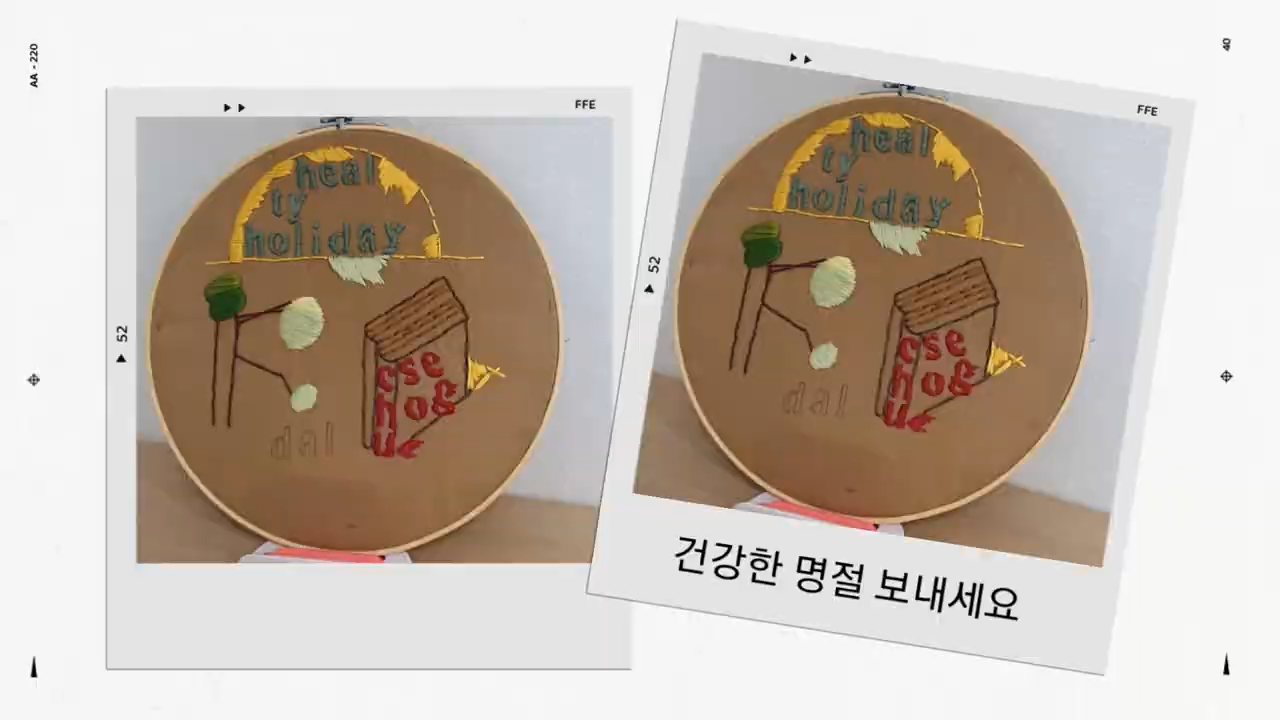 AA - 220
40
FFE
heal
ty
holiday
cse
hog
ue
dal
52
FFE
heal
ty
holiday
cse
hog
ue
dal
52
건강한 명절 보내세요